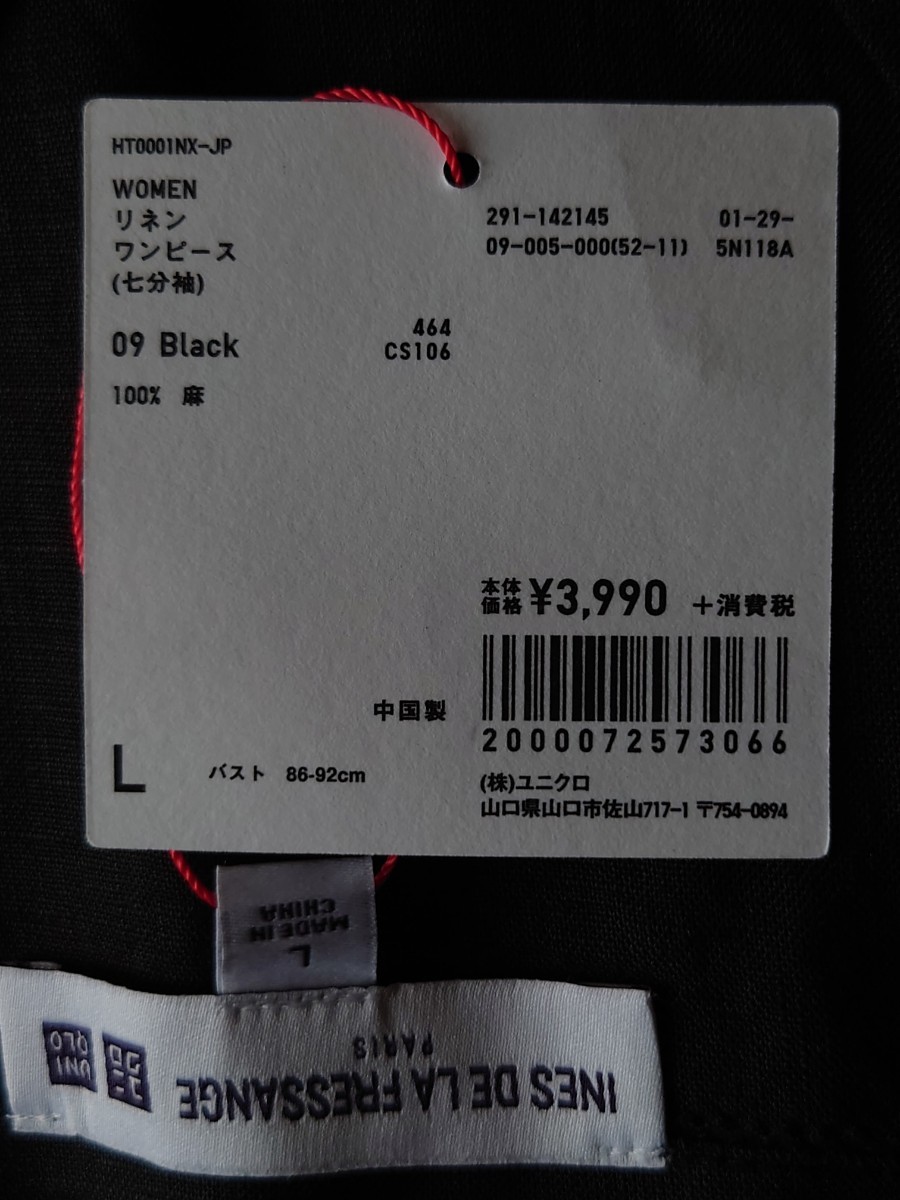 HT0001NX-JP
WOMEN
リネン
ワンピース
(七分袖)
291-142145 01-29-
09-005-000(52-11) 5N118A
09 Black
464
CS106
100% 麻
本体
価格 ¥3,990 +消費税
中国製
2000072573066
L バスト 86-92cm
(株)ユニクロ
山口県山口市佐山717-1 〒754-0894
L
MADE IN
CHINA
INES DE LA FRESSANGE
PARIS
ユニ
クロ
UNI
QLO